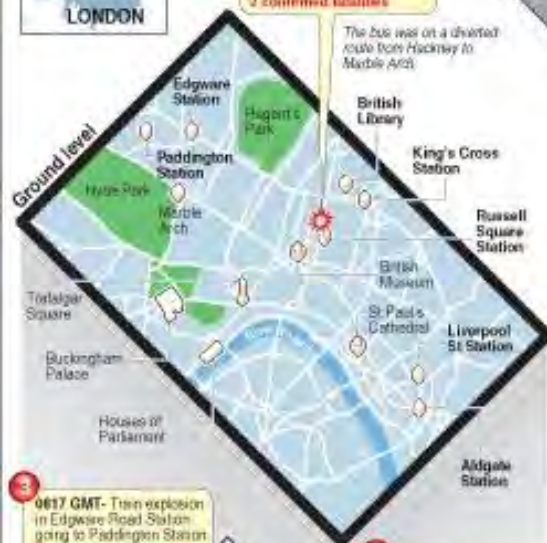 LONDON
2 confirmed fatalities
The bus was on a diverted
route from Hackney to
Marble Arch
Edgware
Station
Regent's
Park
British
Library
King's Cross
Station
Ground level
Paddington
Station
Hyde Park
Marble
Arch
Russell
Square
Station
British
Museum
Trafalgar
Square
St Paul's
Cathedral
Liverpool
St Station
Buckingham
Palace
Houses of
Parliament
Aldgate
Station
3
0817 GMT- Train explosion
in Edgware Road Station
going to Paddington Station